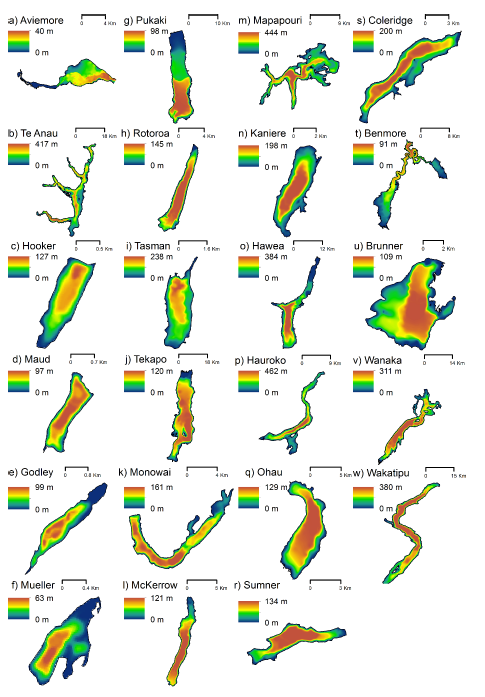 a) Aviemore
0 4 Km
40 m
0 m
g) Pukaki
0 10 Km
98 m
0 m
m) Mapapouri
0 9 Km
444 m
0 m
s) Coleridge
0 3 Km
200 m
0 m
b) Te Anau
0 18 Km
417 m
0 m
h) Rotoroa
0 4 Km
145 m
0 m
n) Kaniere
0 2 Km
198 m
0 m
t) Benmore
0 8 Km
91 m
0 m
c) Hooker
0 0.5 Km
127 m
0 m
i) Tasman
0 1.6 Km
238 m
0 m
o) Hawea
0 12 Km
384 m
0 m
u) Brunner
0 2 Km
109 m
0 m
d) Maud
0 0.7 Km
97 m
0 m
j) Tekapo
0 18 Km
120 m
0 m
p) Hauroko
0 9 Km
462 m
0 m
v) Wanaka
0 14 Km
311 m
0 m
e) Godley
0 0.8 Km
99 m
0 m
k) Monowai
0 4 Km
161 m
0 m
q) Ohau
0 5 Km
129 m
0 m
w) Wakatipu
0 15 Km
380 m
0 m
f) Mueller
0 0.4 Km
63 m
0 m
l) McKerrow
0 5 Km
121 m
0 m
r) Sumner
0 3 Km
134 m
0 m